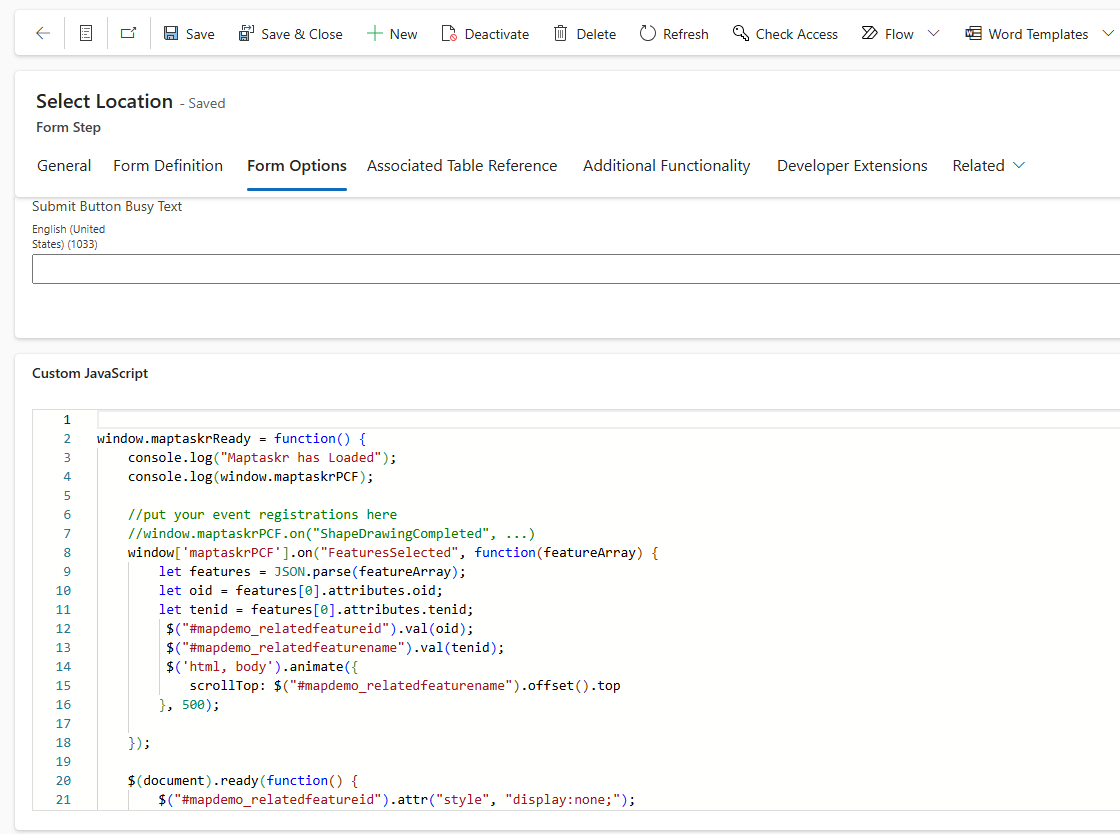 Save Save & Close New Deactivate Delete Refresh Check Access Flow Word Templates
Select Location - Saved
Form Step
General Form Definition Form Options Associated Table Reference Additional Functionality Developer Extensions Related
Submit Button Busy Text
English (United
States) (1033)
Custom JavaScript
1
2 window.maptaskrReady = function() {
3 console.log("Maptaskr has Loaded");
4 console.log(window.maptaskrPCF);
5
6 //put your event registrations here
7 //window.maptaskrPCF.on("ShapeDrawingCompleted", ...)
8 window['maptaskrPCF'].on("FeaturesSelected", function(featureArray) {
9 let features = JSON.parse(featureArray);
10 let oid = features[0].attributes.oid;
11 let tenid = features[0].attributes.tenid;
12 $("#mapdemo_relatedfeatureid").val(oid);
13 $("#mapdemo_relatedfeaturename").val(tenid);
14 $('html, body').animate({
15 scrollTop: $("#mapdemo_relatedfeaturename").offset().top
16 }, 500);
17
18 });
19
20 $(document).ready(function() {
21 $("#mapdemo_relatedfeatureid").attr("style", "display:none;");